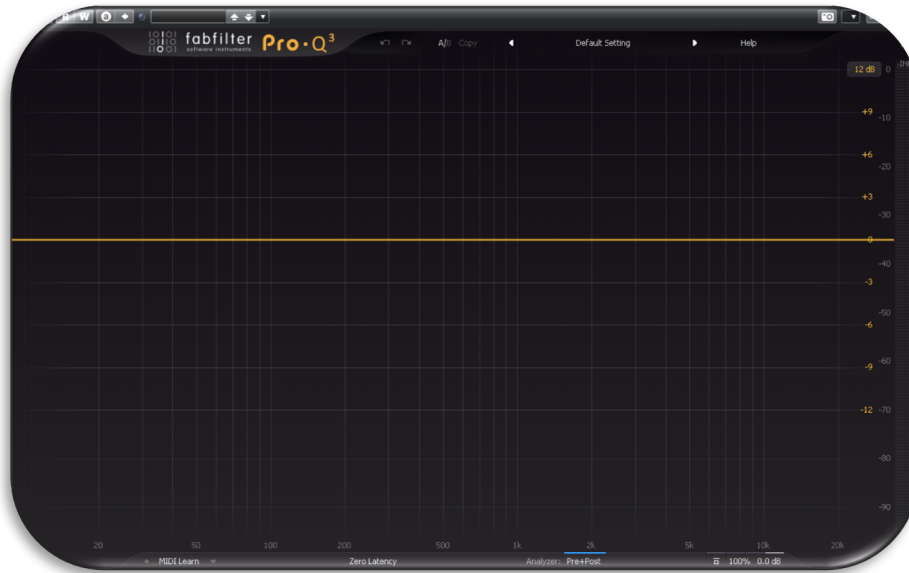 R W a
fabfilter Pro·Q³
software instruments
A/B Copy Default Setting Help
12 dB 0 -INF
+9 -10
+6 -20
+3 -30
0
-40
-3
-50
-6
-60
-9
-12 -70
-80
-90
20 50 100 200 500 1k 2k 5k 10k 20k
MIDI Learn Zero Latency Analyzer: Pre+Post 100% 0.0 dB